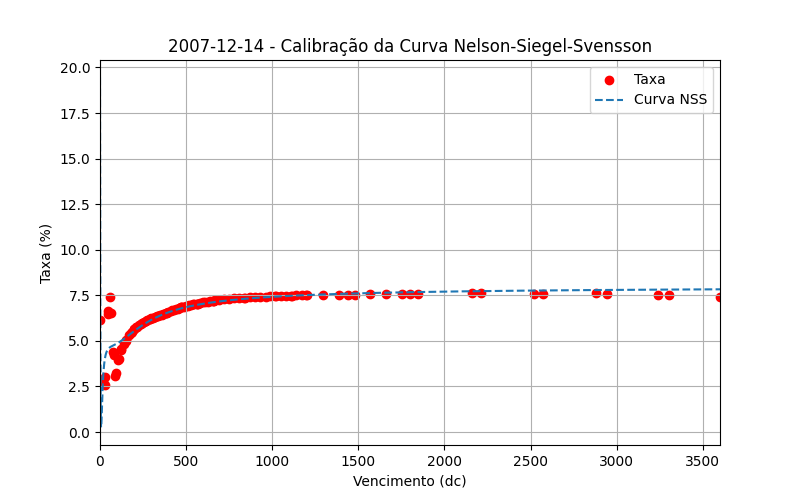 2007-12-14 - Calibração da Curva Nelson-Siegel-Svensson
Taxa
Curva NSS
Taxa (%)
20.0
17.5
15.0
12.5
10.0
7.5
5.0
2.5
0.0
0 500 1000 1500 2000 2500 3000 3500
Vencimento (dc)